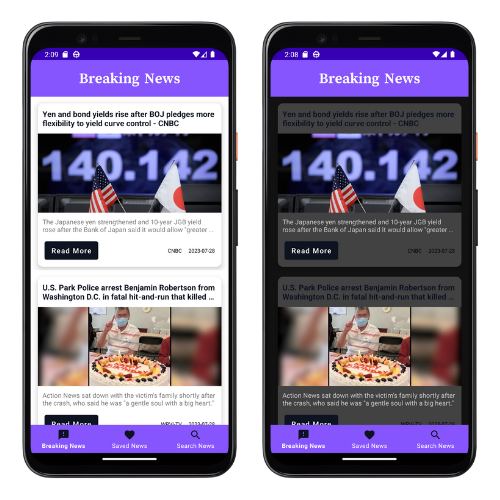 2:09
Breaking News
Yen and bond yields rise after BOJ pledges more
flexibility to yield curve control - CNBC
140.142
The Japanese yen strengthened and 10-year JGB yield
rose after the Bank of Japan said it would allow "greater ...
Read More
CNBC 2023-07-28
U.S. Park Police arrest Benjamin Robertson from
Washington D.C. in fatal hit-and-run that killed ...
Action News sat down with the victim's family shortly after
the crash, who said he was "a gentle soul with a big heart."
Read More
WPVI-TV 2023-07-28
Breaking News
Saved News
Search News
2:08
Breaking News
Yen and bond yields rise after BOJ pledges more
flexibility to yield curve control - CNBC
140.142
The Japanese yen strengthened and 10-year JGB yield
rose after the Bank of Japan said it would allow "greater ...
Read More
CNBC 2023-07-28
U.S. Park Police arrest Benjamin Robertson from
Washington D.C. in fatal hit-and-run that killed ...
Action News sat down with the victim's family shortly after
the crash, who said he was "a gentle soul with a big heart."
Read More
WPVI-TV 2023-07-28
Breaking News
Saved News
Search News